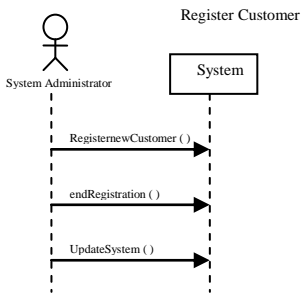 Register Customer
System
System Administrator
RegisternewCustomer ( )
endRegistration ( )
UpdateSystem ( )